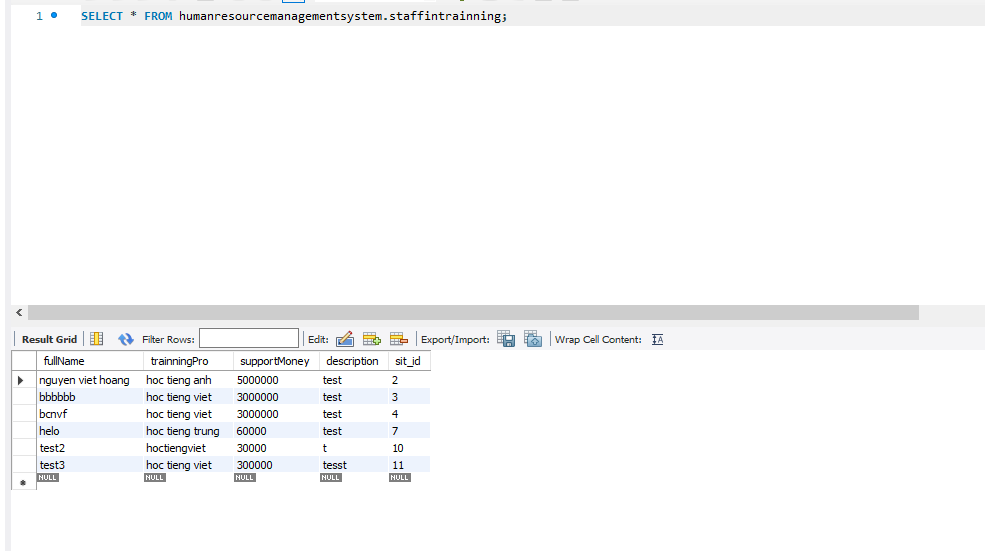 1 SELECT * FROM humanresourcemanagementsystem.staffintrainning;
Result Grid Filter Rows: Edit: Export/Import: Wrap Cell Content:
fullName trainningPro supportMoney description sit_id
nguyen viet hoang hoc tieng anh 5000000 test 2
bbbbbb hoc tieng viet 3000000 test 3
bcnvf hoc tieng viet 3000000 test 4
helo hoc tieng trung 60000 test 7
test2 hoctiengviet 30000 t 10
test3 hoc tieng viet 300000 tesst 11
NULL NULL NULL NULL NULL